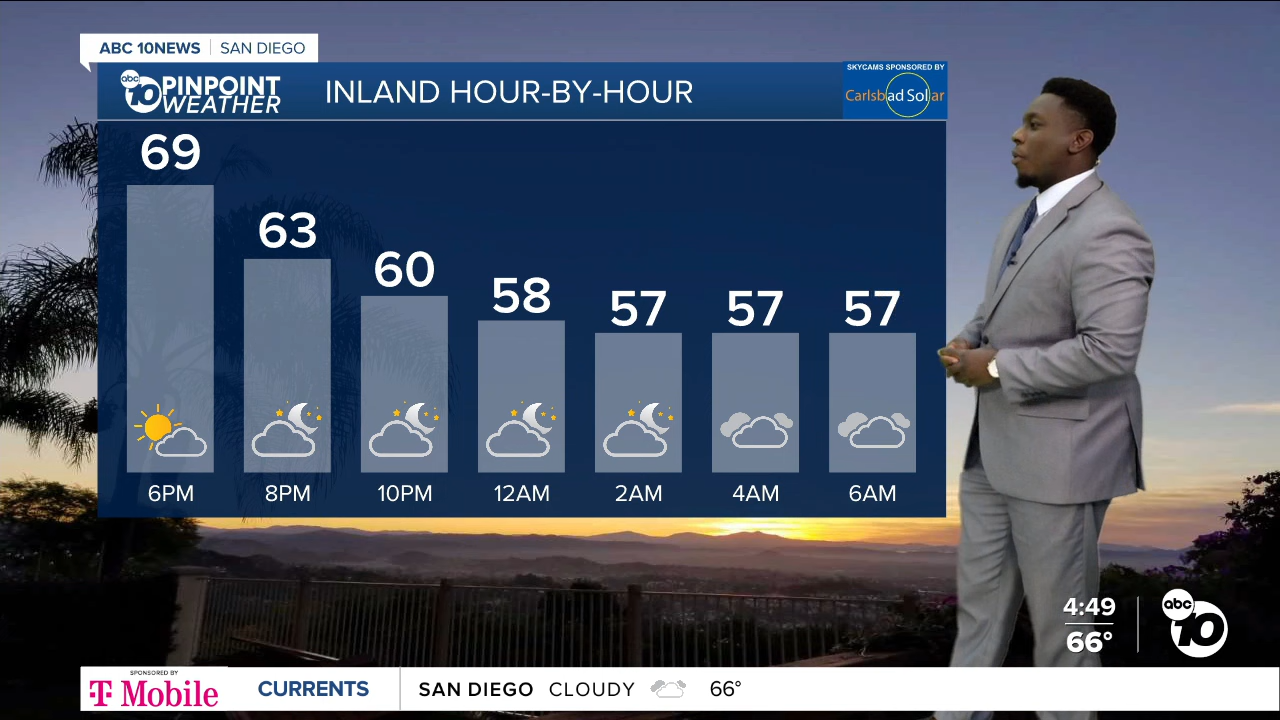 ABC 10NEWS | SAN DIEGO
abc 10 PINPOINT WEATHER
INLAND HOUR-BY-HOUR
SKYCAMS SPONSORED BY
Carlsbad Solar
69 63 60 58 57 57 57
6PM 8PM 10PM 12AM 2AM 4AM 6AM
4:49
66°
abc 10
SPONSORED BY
T Mobile
CURRENTS
SAN DIEGO CLOUDY 66°